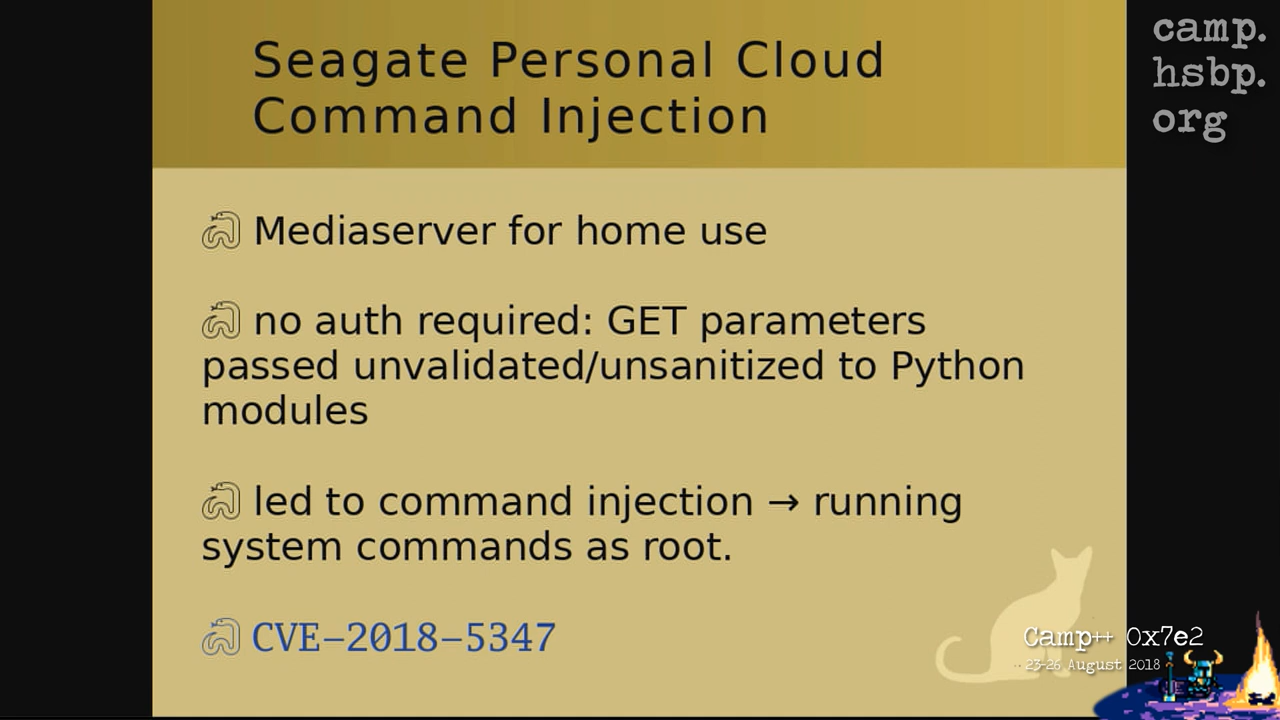 Seagate Personal Cloud
Command Injection
Mediaserver for home use
no auth required: GET parameters
passed unvalidated/unsanitized to Python
modules
led to command injection → running
system commands as root.
CVE–2018–5347
camp.
hsbp.
org
Camp++ 0x7e2
23-26 August 2018